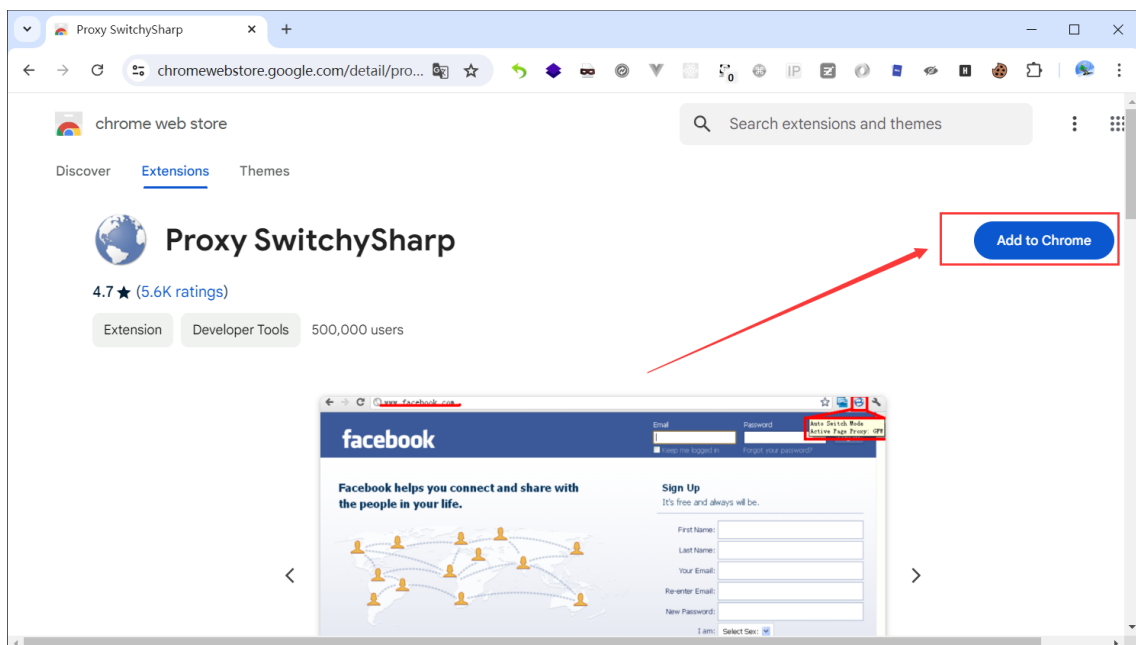 Proxy SwitchySharp
chromewebstore.google.com/detail/pro...
0
IP
H
chrome web store
Search extensions and themes
Discover Extensions Themes
Proxy SwitchySharp
Add to Chrome
4.7 ★ (5.6K ratings)
Extension Developer Tools 500,000 users
www.facebook.com
Auto Switch Mode
Active Page Proxy: GFW
facebook
Email Password
Keep me logged in Forgot your password?
Facebook helps you connect and share with
the people in your life.
Sign Up
It's free and always will be.
First Name:
Last Name:
Your Email:
Re-enter Email:
New Password:
I am: Select Sex: